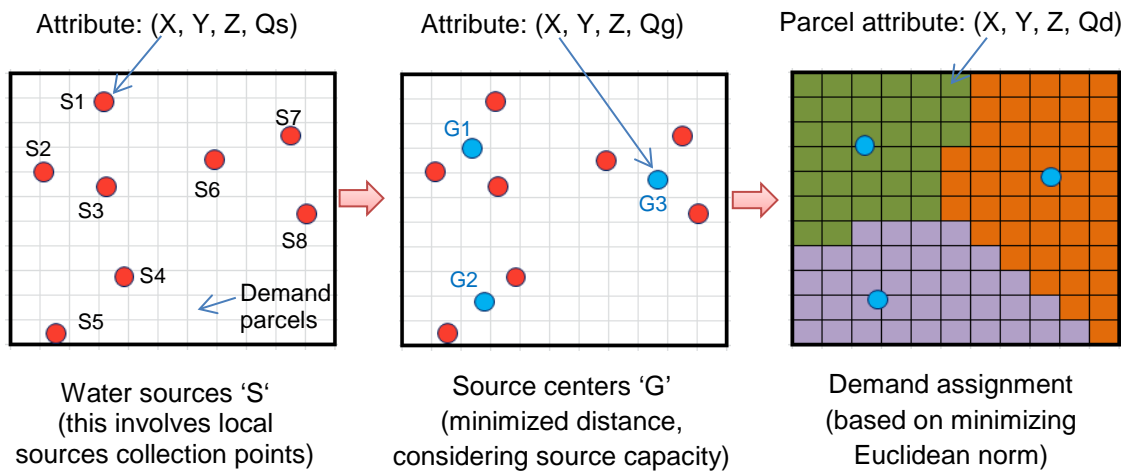 Attribute: (X, Y, Z, Qs)
S1
S2
S3
S4
S5
S6
S7
S8
Demand
parcels
Water sources ‘S‘
(this involves local
sources collection points)
Attribute: (X, Y, Z, Qg)
G1
G2
G3
Source centers ‘G’
(minimized distance,
considering source capacity)
Parcel attribute: (X, Y, Z, Qd)
Demand assignment
(based on minimizing
Euclidean norm)